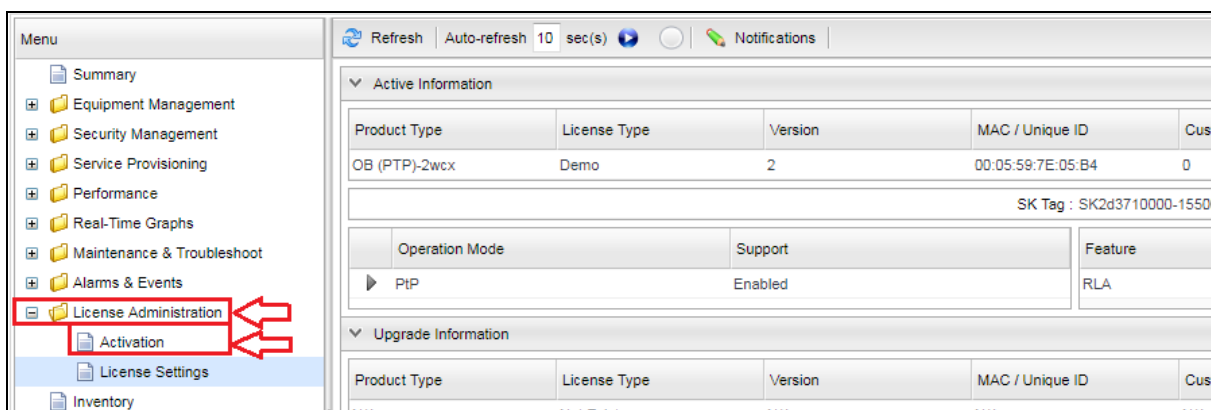 Menu
Summary
Equipment Management
Security Management
Service Provisioning
Performance
Real-Time Graphs
Maintenance & Troubleshoot
Alarms & Events
License Administration
Activation
License Settings
Inventory
Refresh Auto-refresh 10 sec(s) Notifications
Active Information
Product Type License Type Version MAC / Unique ID Cus
OB (PTP)-2wcx Demo 2 00:05:59:7E:05:B4 0
SK Tag : SK2d3710000-1550
Operation Mode Support Feature
PtP Enabled RLA
Upgrade Information
Product Type License Type Version MAC / Unique ID Cus